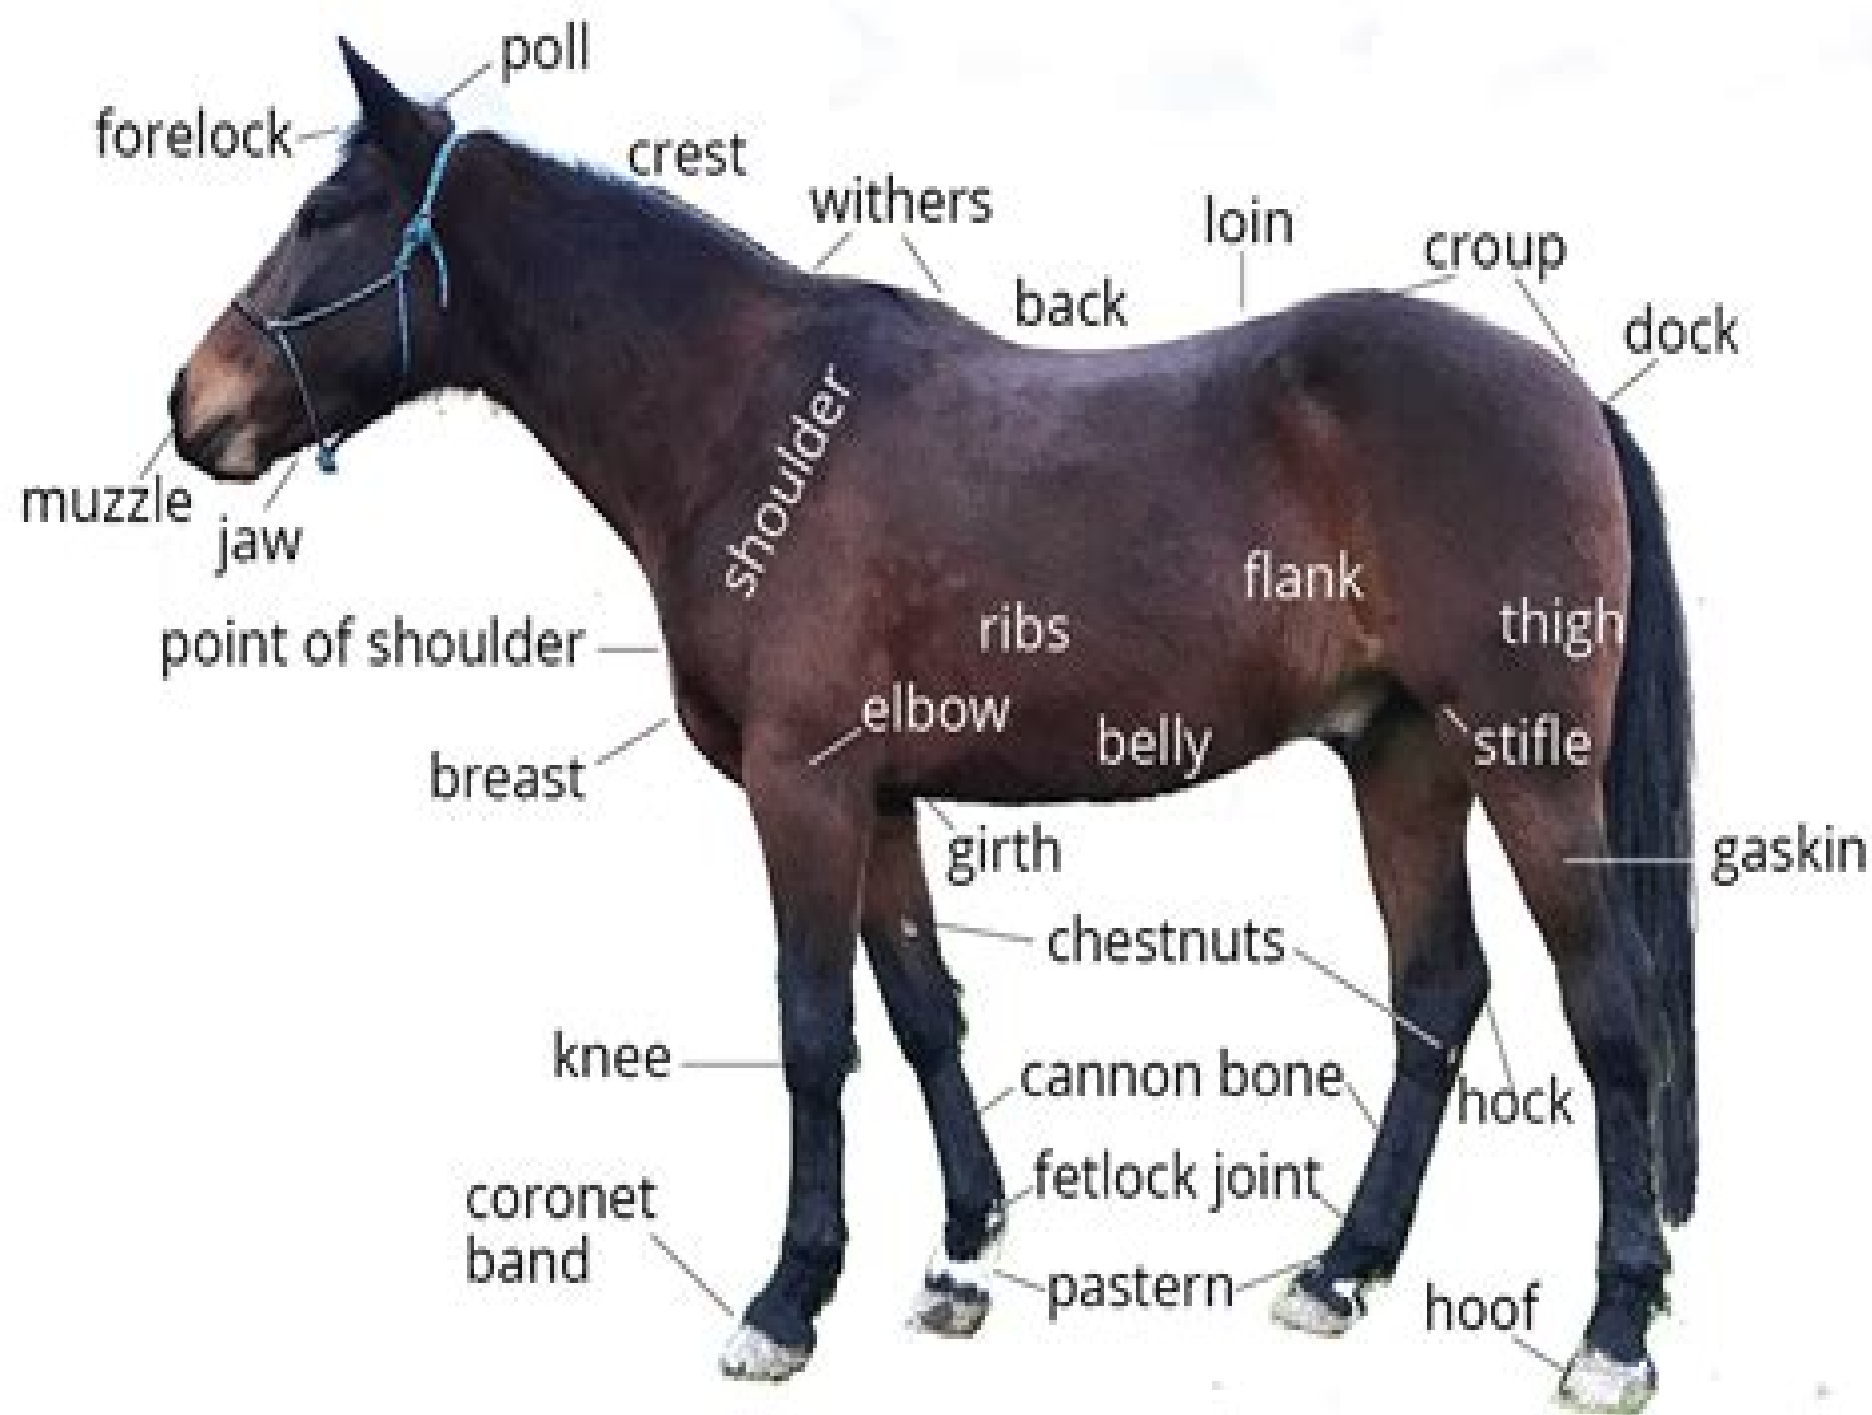 poll
forelock
crest
withers
loin
croup
back
dock
shoulder
muzzle
jaw
flank
point of shoulder
ribs
thigh
elbow
belly
stifle
breast
girth
gaskin
chestnuts
knee
cannon bone
hock
fetlock joint
coronet
band
pastern
hoof